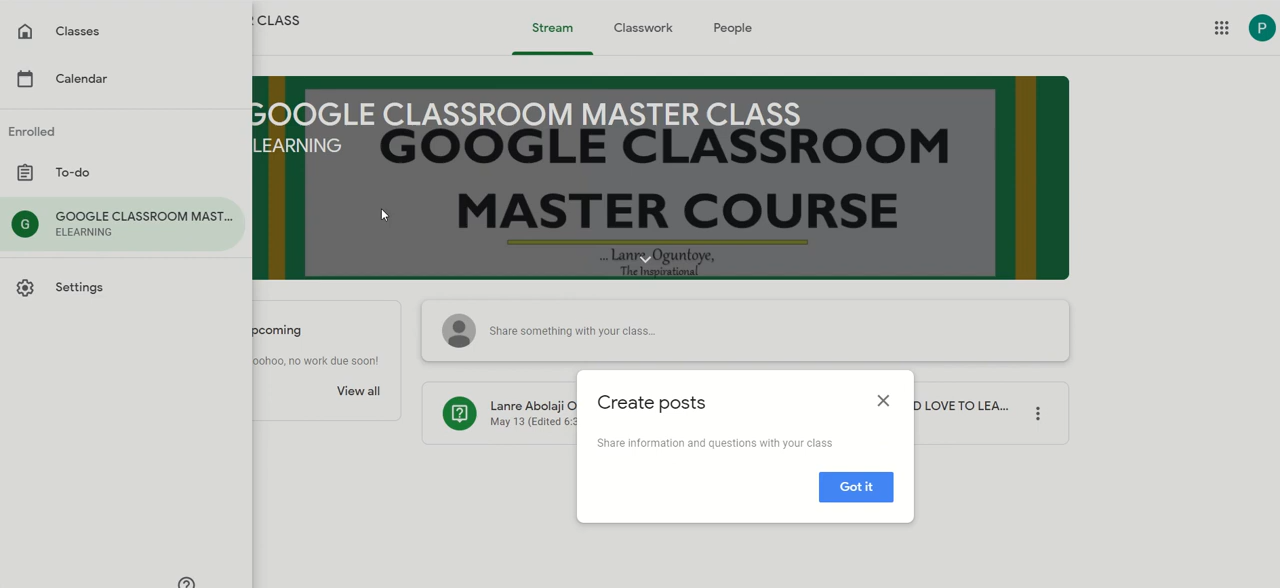 Classes
Calendar
Enrolled
To-do
G
GOOGLE CLASSROOM MAST...
ELEARNING
Settings
CLASS
Stream
Classwork
People
P
GOOGLE CLASSROOM MASTER CLASS
LEARNING
GOOGLE CLASSROOM
MASTER COURSE
... Lanre Oguntoye,
The Inspirational
pcoming
oohoo, no work due soon!
View all
Share something with your class...
Lanre Abolaji O
D LOVE TO LEA...
May 13 (Edited 6:3
Create posts
Share information and questions with your class
Got it